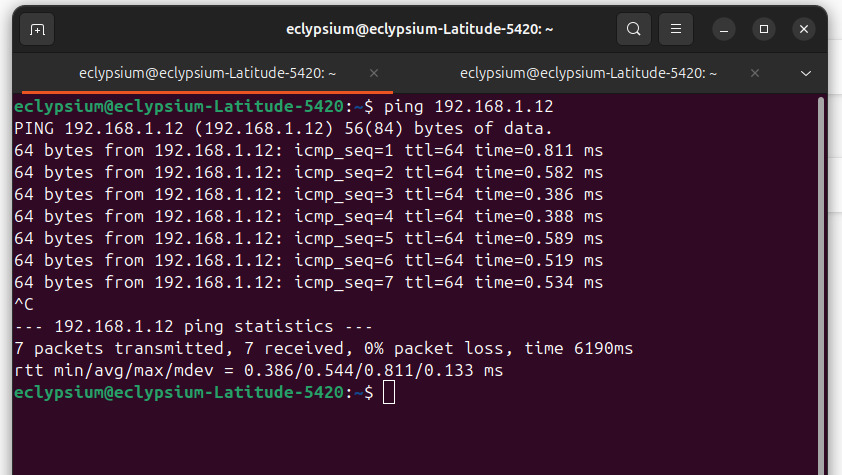 eclypsium@eclypsium-Latitude-5420: ~
eclypsium@eclypsium-Latitude-5420: ~
eclypsium@eclypsium-Latitude-5420: ~
eclypsium@eclypsium-Latitude-5420:~$ ping 192.168.1.12
PING 192.168.1.12 (192.168.1.12) 56(84) bytes of data.
64 bytes from 192.168.1.12: icmp_seq=1 ttl=64 time=0.811 ms
64 bytes from 192.168.1.12: icmp_seq=2 ttl=64 time=0.582 ms
64 bytes from 192.168.1.12: icmp_seq=3 ttl=64 time=0.386 ms
64 bytes from 192.168.1.12: icmp_seq=4 ttl=64 time=0.388 ms
64 bytes from 192.168.1.12: icmp_seq=5 ttl=64 time=0.589 ms
64 bytes from 192.168.1.12: icmp_seq=6 ttl=64 time=0.519 ms
64 bytes from 192.168.1.12: icmp_seq=7 ttl=64 time=0.534 ms
^C
--- 192.168.1.12 ping statistics ---
7 packets transmitted, 7 received, 0% packet loss, time 6190ms
rtt min/avg/max/mdev = 0.386/0.544/0.811/0.133 ms
eclypsium@eclypsium-Latitude-5420:~$